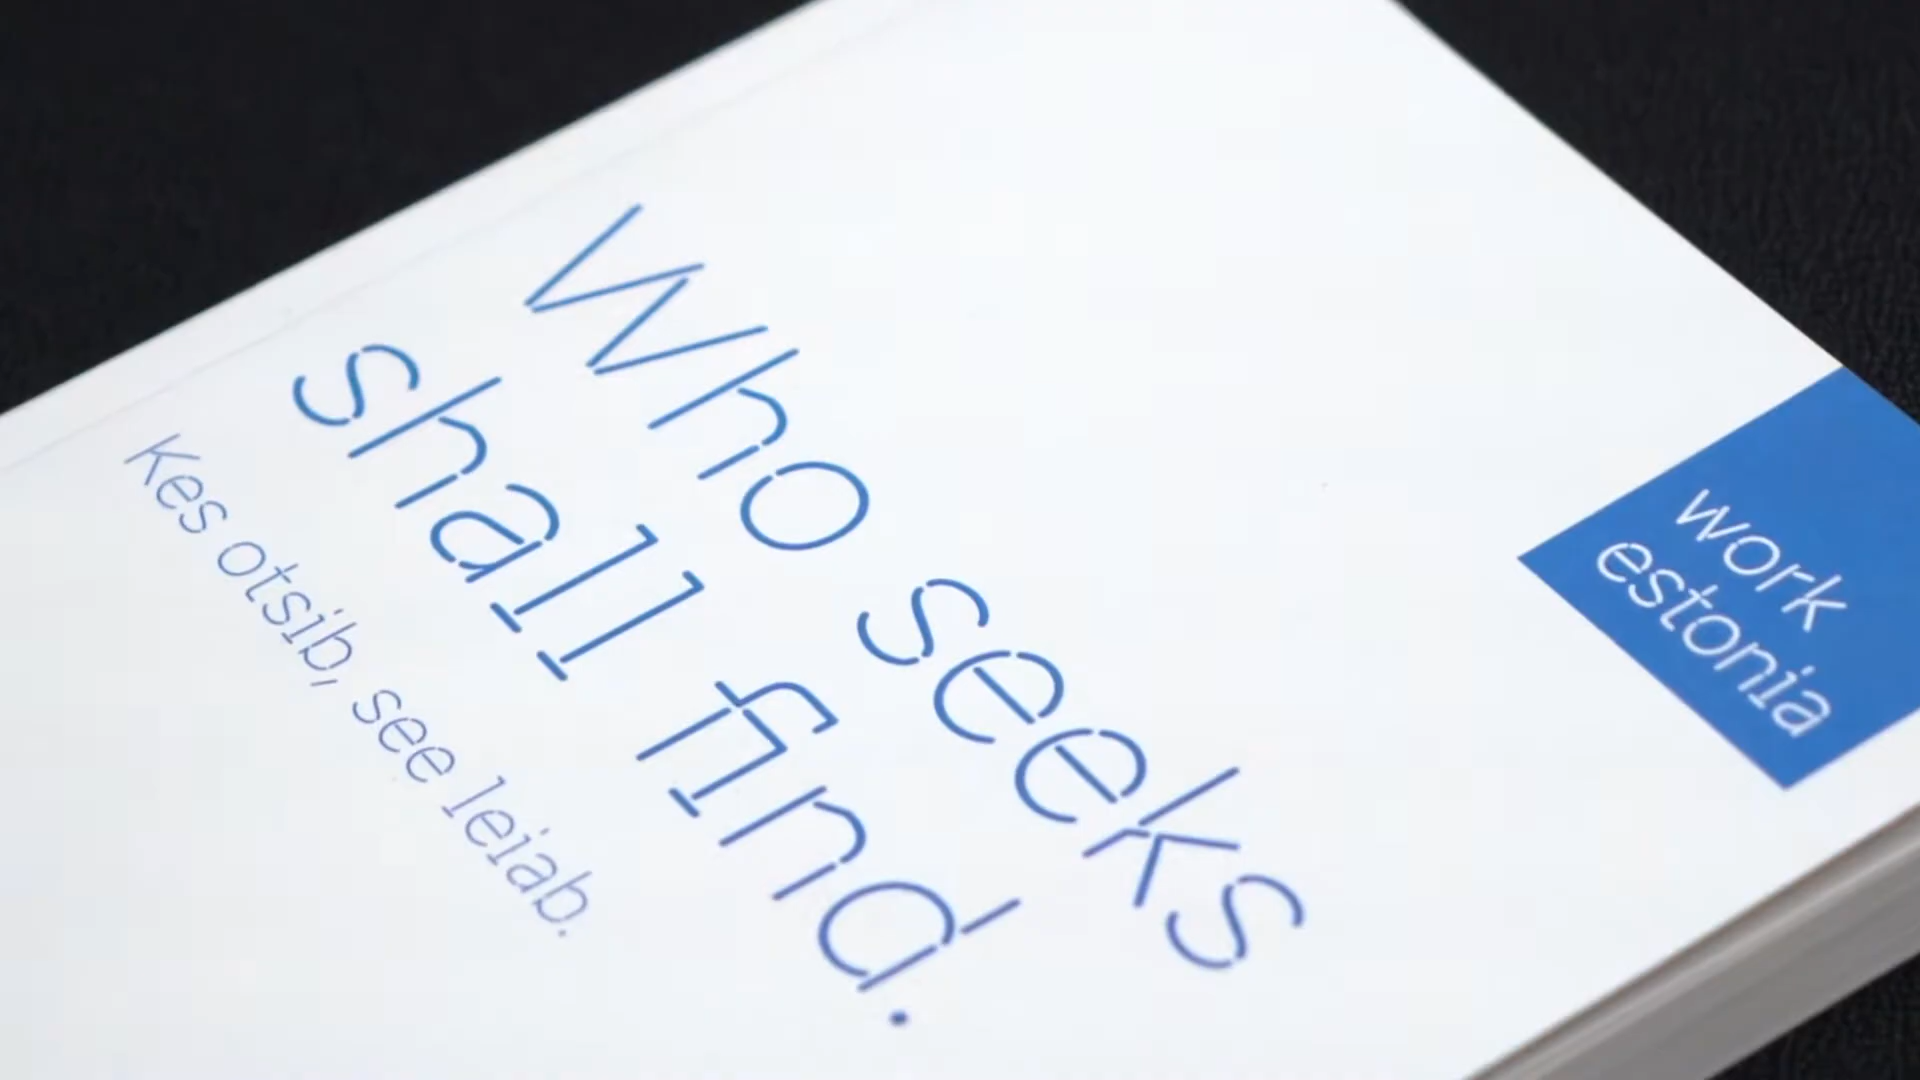 Who seeks
shall find.
Kes otsib, see leiab.
work
estonia